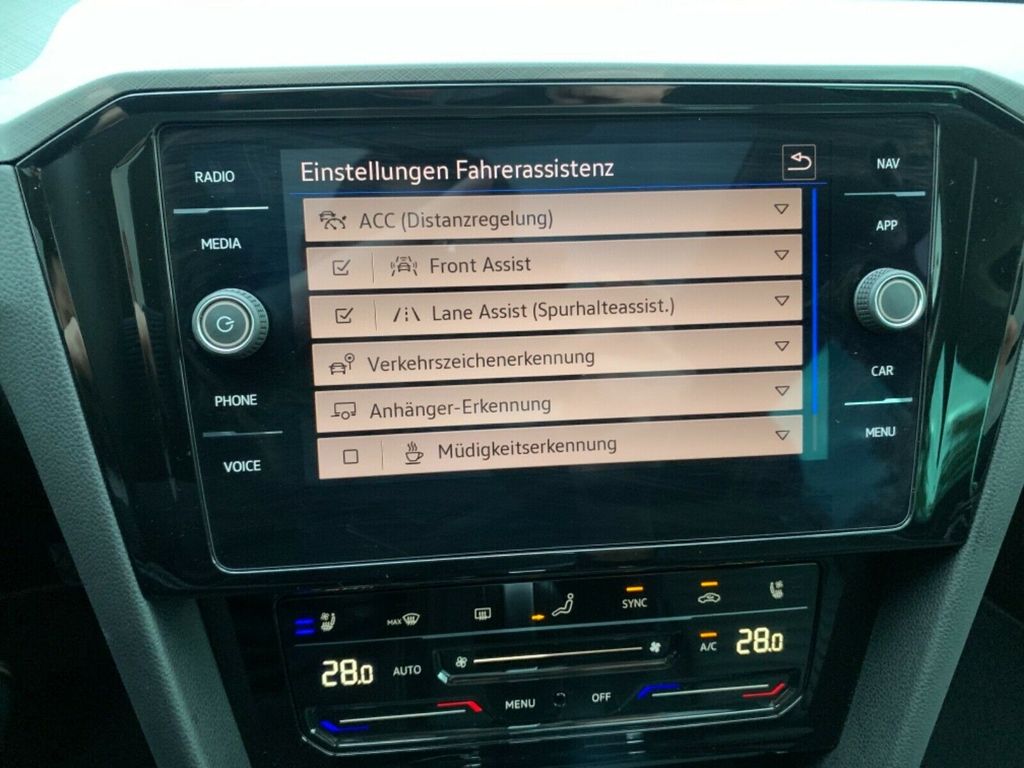 Einstellungen Fahrerassistenz
RADIO
NAV
ACC (Distanzregelung)
APP
MEDIA
Front Assist
Lane Assist (Spurhalteassist.)
Verkehrszeichenerkennung
CAR
PHONE
Anhänger-Erkennung
MENU
Müdigkeitserkennung
VOICE
MAX
SYNC
28.0
AUTO
A/C
28.0
MENU
OFF